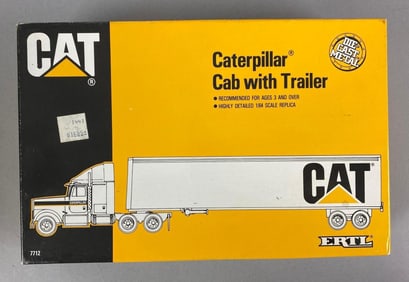 CAT
®
Caterpillar®
Cab with Trailer
● RECOMMENDED FOR AGES 3 AND OVER
● HIGHLY DETAILED 1/64 SCALE REPLICA
DIE CAST METAL
CAT
CATERPILLAR
ERTL
7712